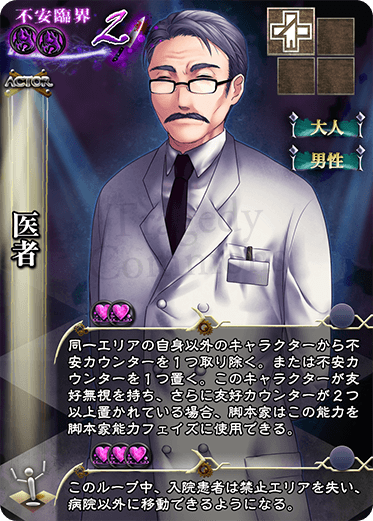 不安臨界
2
ACTOR
大人
男性
医者
Tragedy
Commons
同一エリアの自身以外のキャラクターから不
安カウンターを１つ取り除く。または不安カ
ウンターを１つ置く。このキャラクターが友
好無視を持ち、さらに友好カウンターが２つ
以上置かれている場合、脚本家はこの能力を
脚本家能力フェイズに使用できる。
このループ中、入院患者は禁止エリアを失い、
病院以外に移動できるようになる。